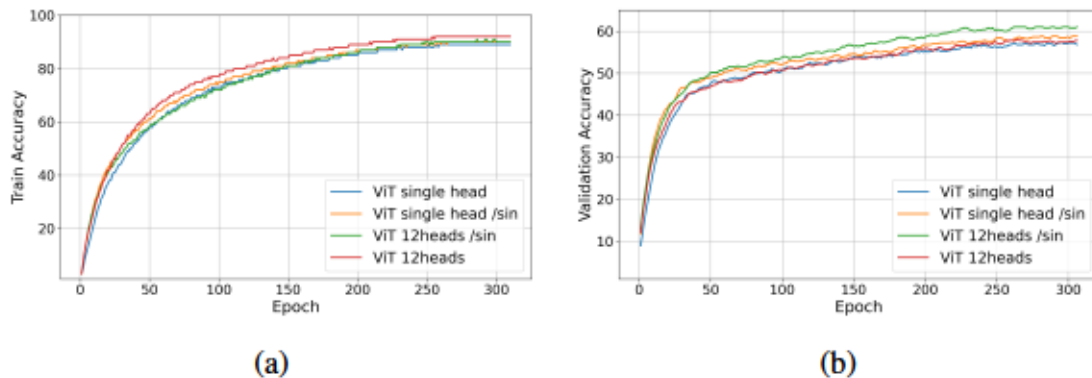 100
80
60
40
20
0
50
100
150
200
250
300
Train Accuracy
Epoch
ViT single head
ViT single head /sin
ViT 12heads /sin
ViT 12heads
(a)
60
50
40
30
20
10
0
50
100
150
200
250
300
Validation Accuracy
Epoch
ViT single head
ViT single head /sin
ViT 12heads /sin
ViT 12heads
(b)